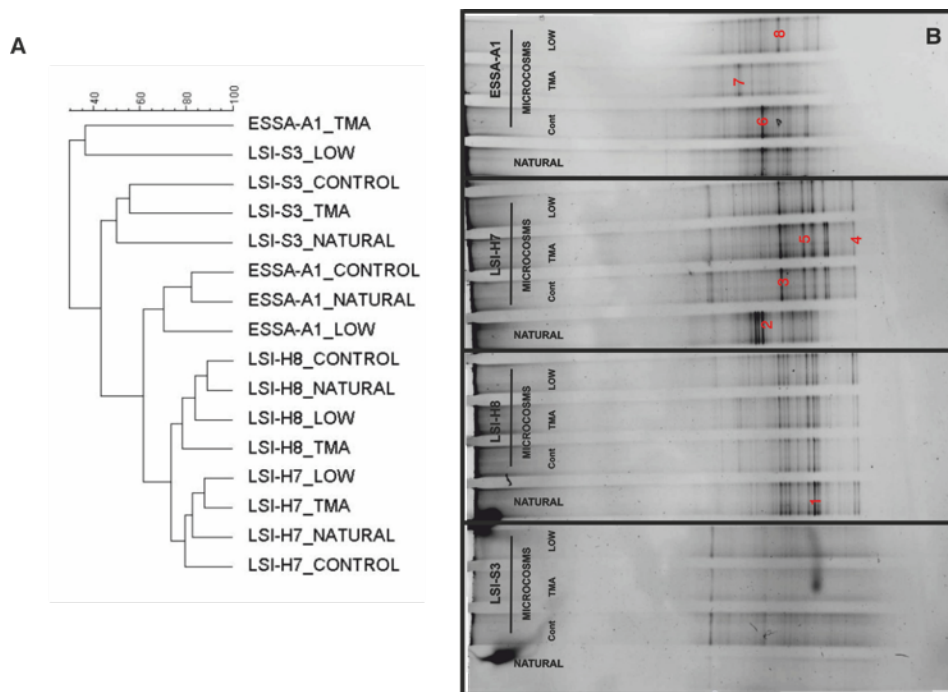 A
40
60
80
100
ESSA-A1_TMA
LSI-S3_LOW
LSI-S3_CONTROL
LSI-S3_TMA
LSI-S3_NATURAL
ESSA-A1_CONTROL
ESSA-A1_NATURAL
ESSA-A1_LOW
LSI-H8_CONTROL
LSI-H8_NATURAL
LSI-H8_LOW
LSI-H8_TMA
LSI-H7_LOW
LSI-H7_TMA
LSI-H7_NATURAL
LSI-H7_CONTROL
B
ESSA-A1
MICROCOSMS
LOW
TMA
Cont
NATURAL
8
7
6
LSI-H7
MICROCOSMS
LOW
TMA
Cont
NATURAL
5
4
3
2
LSI-H8
MICROCOSMS
LOW
TMA
Cont
NATURAL
1
LSI-S3
MICROCOSMS
LOW
TMA
Cont
NATURAL